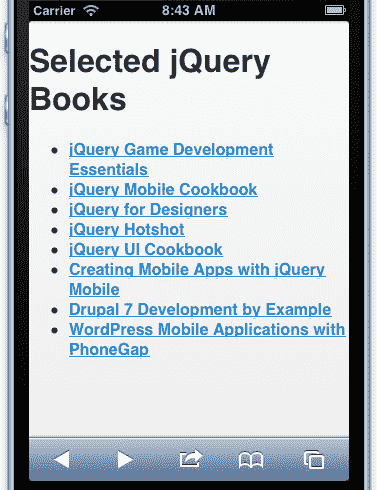 Carrier 8:43 AM
Selected jQuery
Books
jQuery Game Development
Essentials
jQuery Mobile Cookbook
jQuery for Designers
jQuery Hotshot
jQuery UI Cookbook
Creating Mobile Apps with jQuery
Mobile
Drupal 7 Development by Example
WordPress Mobile Applications with
PhoneGap